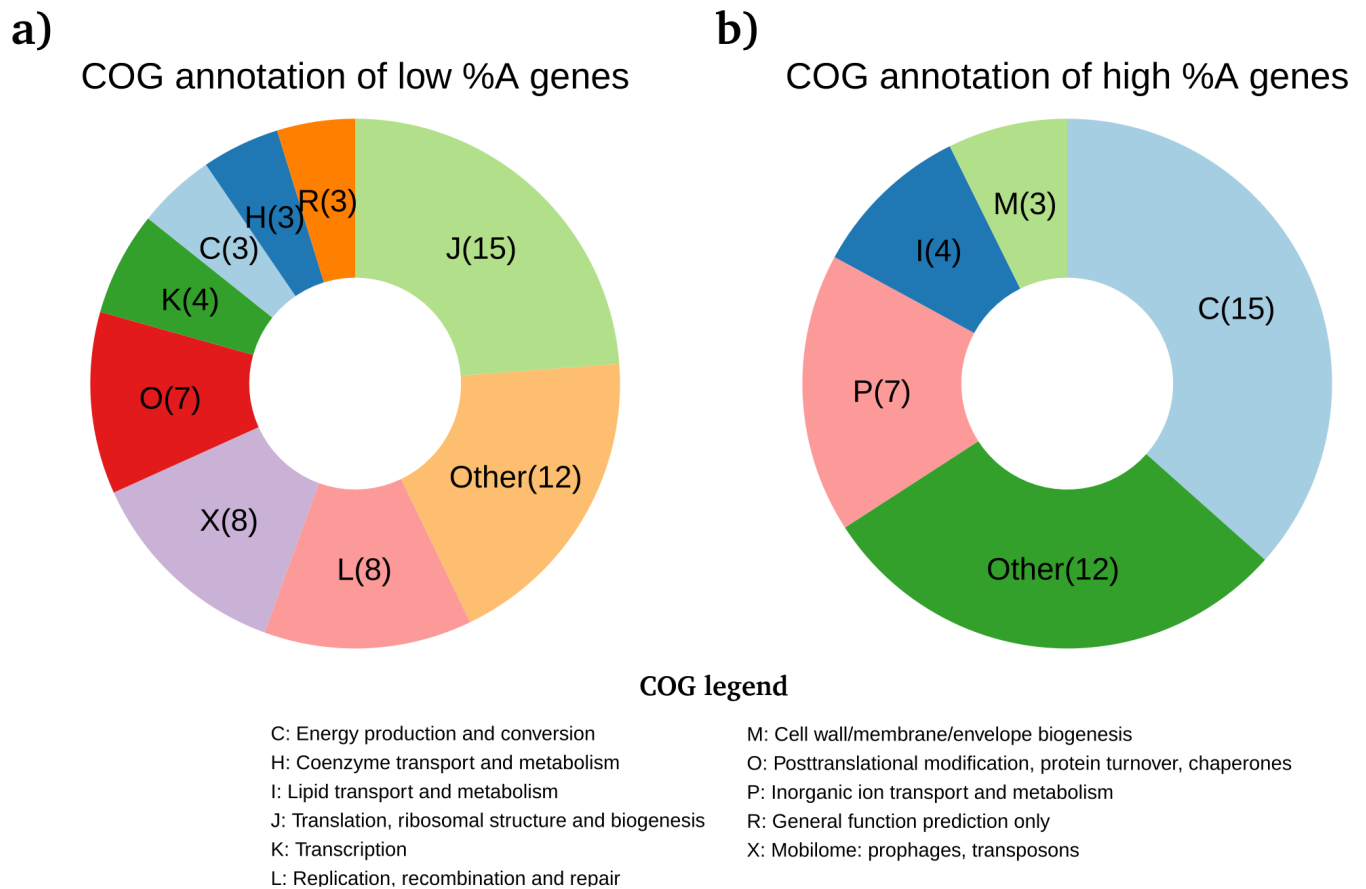 a)
COG annotation of low %A genes
R(3)
H(3)
J(15)
C(3)
K(4)
O(7)
Other(12)
X(8)
L(8)
b)
COG annotation of high %A genes
M(3)
I(4)
C(15)
P(7)
Other(12)
COG legend
C: Energy production and conversion
H: Coenzyme transport and metabolism
I: Lipid transport and metabolism
J: Translation, ribosomal structure and biogenesis
K: Transcription
L: Replication, recombination and repair
M: Cell wall/membrane/envelope biogenesis
O: Posttranslational modification, protein turnover, chaperones
P: Inorganic ion transport and metabolism
R: General function prediction only
X: Mobilome: prophages, transposons